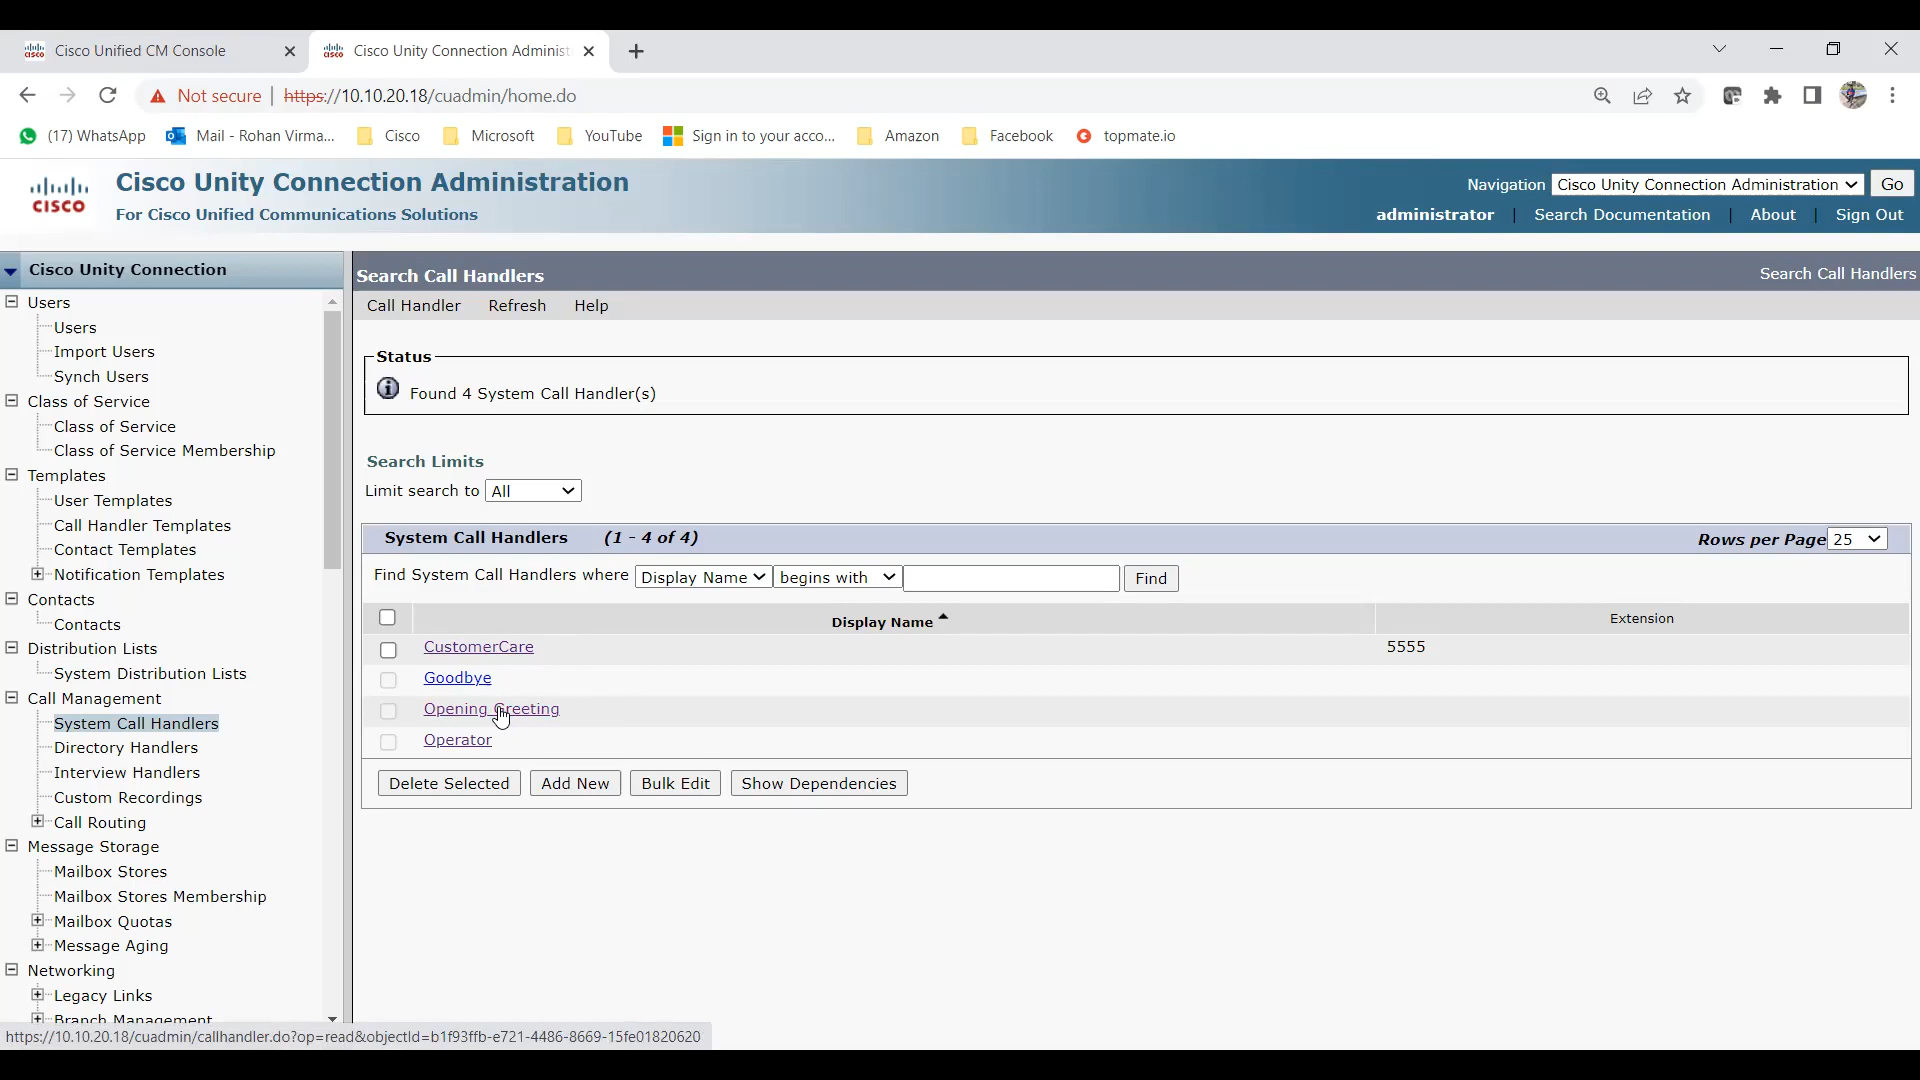 Cisco Unified CM Console
Cisco Unity Connection Administ
Not secure | https://10.10.20.18/cuadmin/home.do
(17) WhatsApp Mail - Rohan Virma... Cisco Microsoft YouTube Sign in to your acco... Amazon Facebook topmate.io
CISCO
Cisco Unity Connection Administration
For Cisco Unified Communications Solutions
Navigation Cisco Unity Connection Administration Go
administrator | Search Documentation | About | Sign Out
Cisco Unity Connection
Users
Users
Import Users
Synch Users
Class of Service
Class of Service
Class of Service Membership
Templates
User Templates
Call Handler Templates
Contact Templates
Notification Templates
Contacts
Contacts
Distribution Lists
System Distribution Lists
Call Management
System Call Handlers
Directory Handlers
Interview Handlers
Custom Recordings
Call Routing
Message Storage
Mailbox Stores
Mailbox Stores Membership
Mailbox Quotas
Message Aging
Networking
Legacy Links
Branch Management
Search Call Handlers
Search Call Handlers
Call Handler Refresh Help
Status
Found 4 System Call Handler(s)
Search Limits
Limit search to All
System Call Handlers (1 - 4 of 4) Rows per Page 25
Find System Call Handlers where Display Name begins with Find
Display Name Extension
CustomerCare 5555
Goodbye
Opening Greeting
Operator
Delete Selected Add New Bulk Edit Show Dependencies
https://10.10.20.18/cuadmin/callhandler.do?op=read&objectId=b1f93ffb-e721-4486-8669-15fe01820620